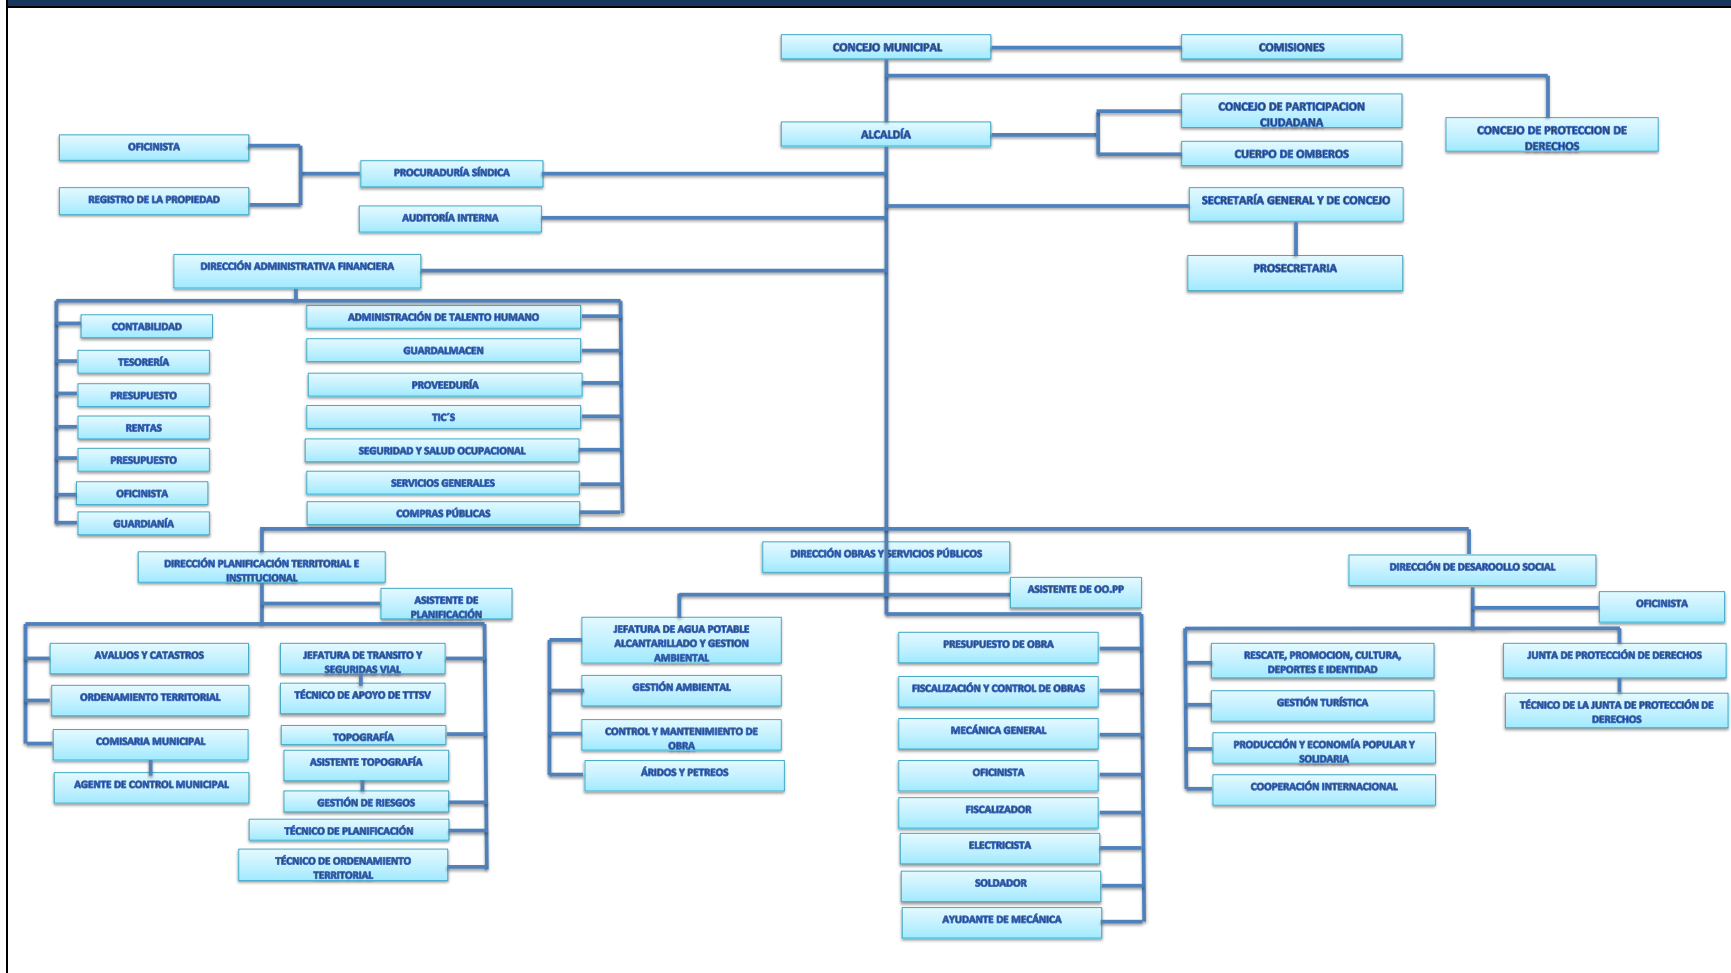 CONCEJO MUNICIPAL
COMISIONES
CONCEJO DE PARTICIPACION
CIUDADANA
ALCALDÍA
CUERPO DE OMBEROS
CONCEJO DE PROTECCION DE
DERECHOS
OFICINISTA
PROCURADURÍA SÍNDICA
REGISTRO DE LA PROPIEDAD
AUDITORÍA INTERNA
SECRETARÍA GENERAL Y DE CONCEJO
PROSECRETARIA
DIRECCIÓN ADMINISTRATIVA FINANCIERA
CONTABILIDAD
TESORERÍA
PRESUPUESTO
RENTAS
PRESUPUESTO
OFICINISTA
GUARDIANÍA
ADMINISTRACIÓN DE TALENTO HUMANO
GUARDALMACEN
PROVEEDURÍA
TIC´S
SEGURIDAD Y SALUD OCUPACIONAL
SERVICIOS GENERALES
COMPRAS PÚBLICAS
DIRECCIÓN PLANIFICACIÓN TERRITORIAL E
INSTITUCIONAL
ASISTENTE DE
PLANIFICACIÓN
AVALUOS Y CATASTROS
ORDENAMIENTO TERRITORIAL
COMISARIA MUNICIPAL
AGENTE DE CONTROL MUNICIPAL
JEFATURA DE TRANSITO Y
SEGURIDAS VIAL
TÉCNICO DE APOYO DE TTTSV
TOPOGRAFÍA
ASISTENTE TOPOGRAFÍA
GESTIÓN DE RIESGOS
TÉCNICO DE PLANIFICACIÓN
TÉCNICO DE ORDENAMIENTO
TERRITORIAL
DIRECCIÓN OBRAS Y SERVICIOS PÚBLICOS
ASISTENTE DE OO.PP
JEFATURA DE AGUA POTABLE
ALCANTARILLADO Y GESTION
AMBIENTAL
GESTIÓN AMBIENTAL
CONTROL Y MANTENIMIENTO DE
OBRA
ÁRIDOS Y PETREOS
PRESUPUESTO DE OBRA
FISCALIZACIÓN Y CONTROL DE OBRAS
MECÁNICA GENERAL
OFICINISTA
FISCALIZADOR
ELECTRICISTA
SOLDADOR
AYUDANTE DE MECÁNICA
DIRECCIÓN DE DESAROOLLO SOCIAL
OFICINISTA
RESCATE, PROMOCION, CULTURA,
DEPORTES E IDENTIDAD
GESTIÓN TURÍSTICA
PRODUCCIÓN Y ECONOMÍA POPULAR Y
SOLIDARIA
COOPERACIÓN INTERNACIONAL
JUNTA DE PROTECCIÓN DE DERECHOS
TÉCNICO DE LA JUNTA DE PROTECCIÓN DE
DERECHOS